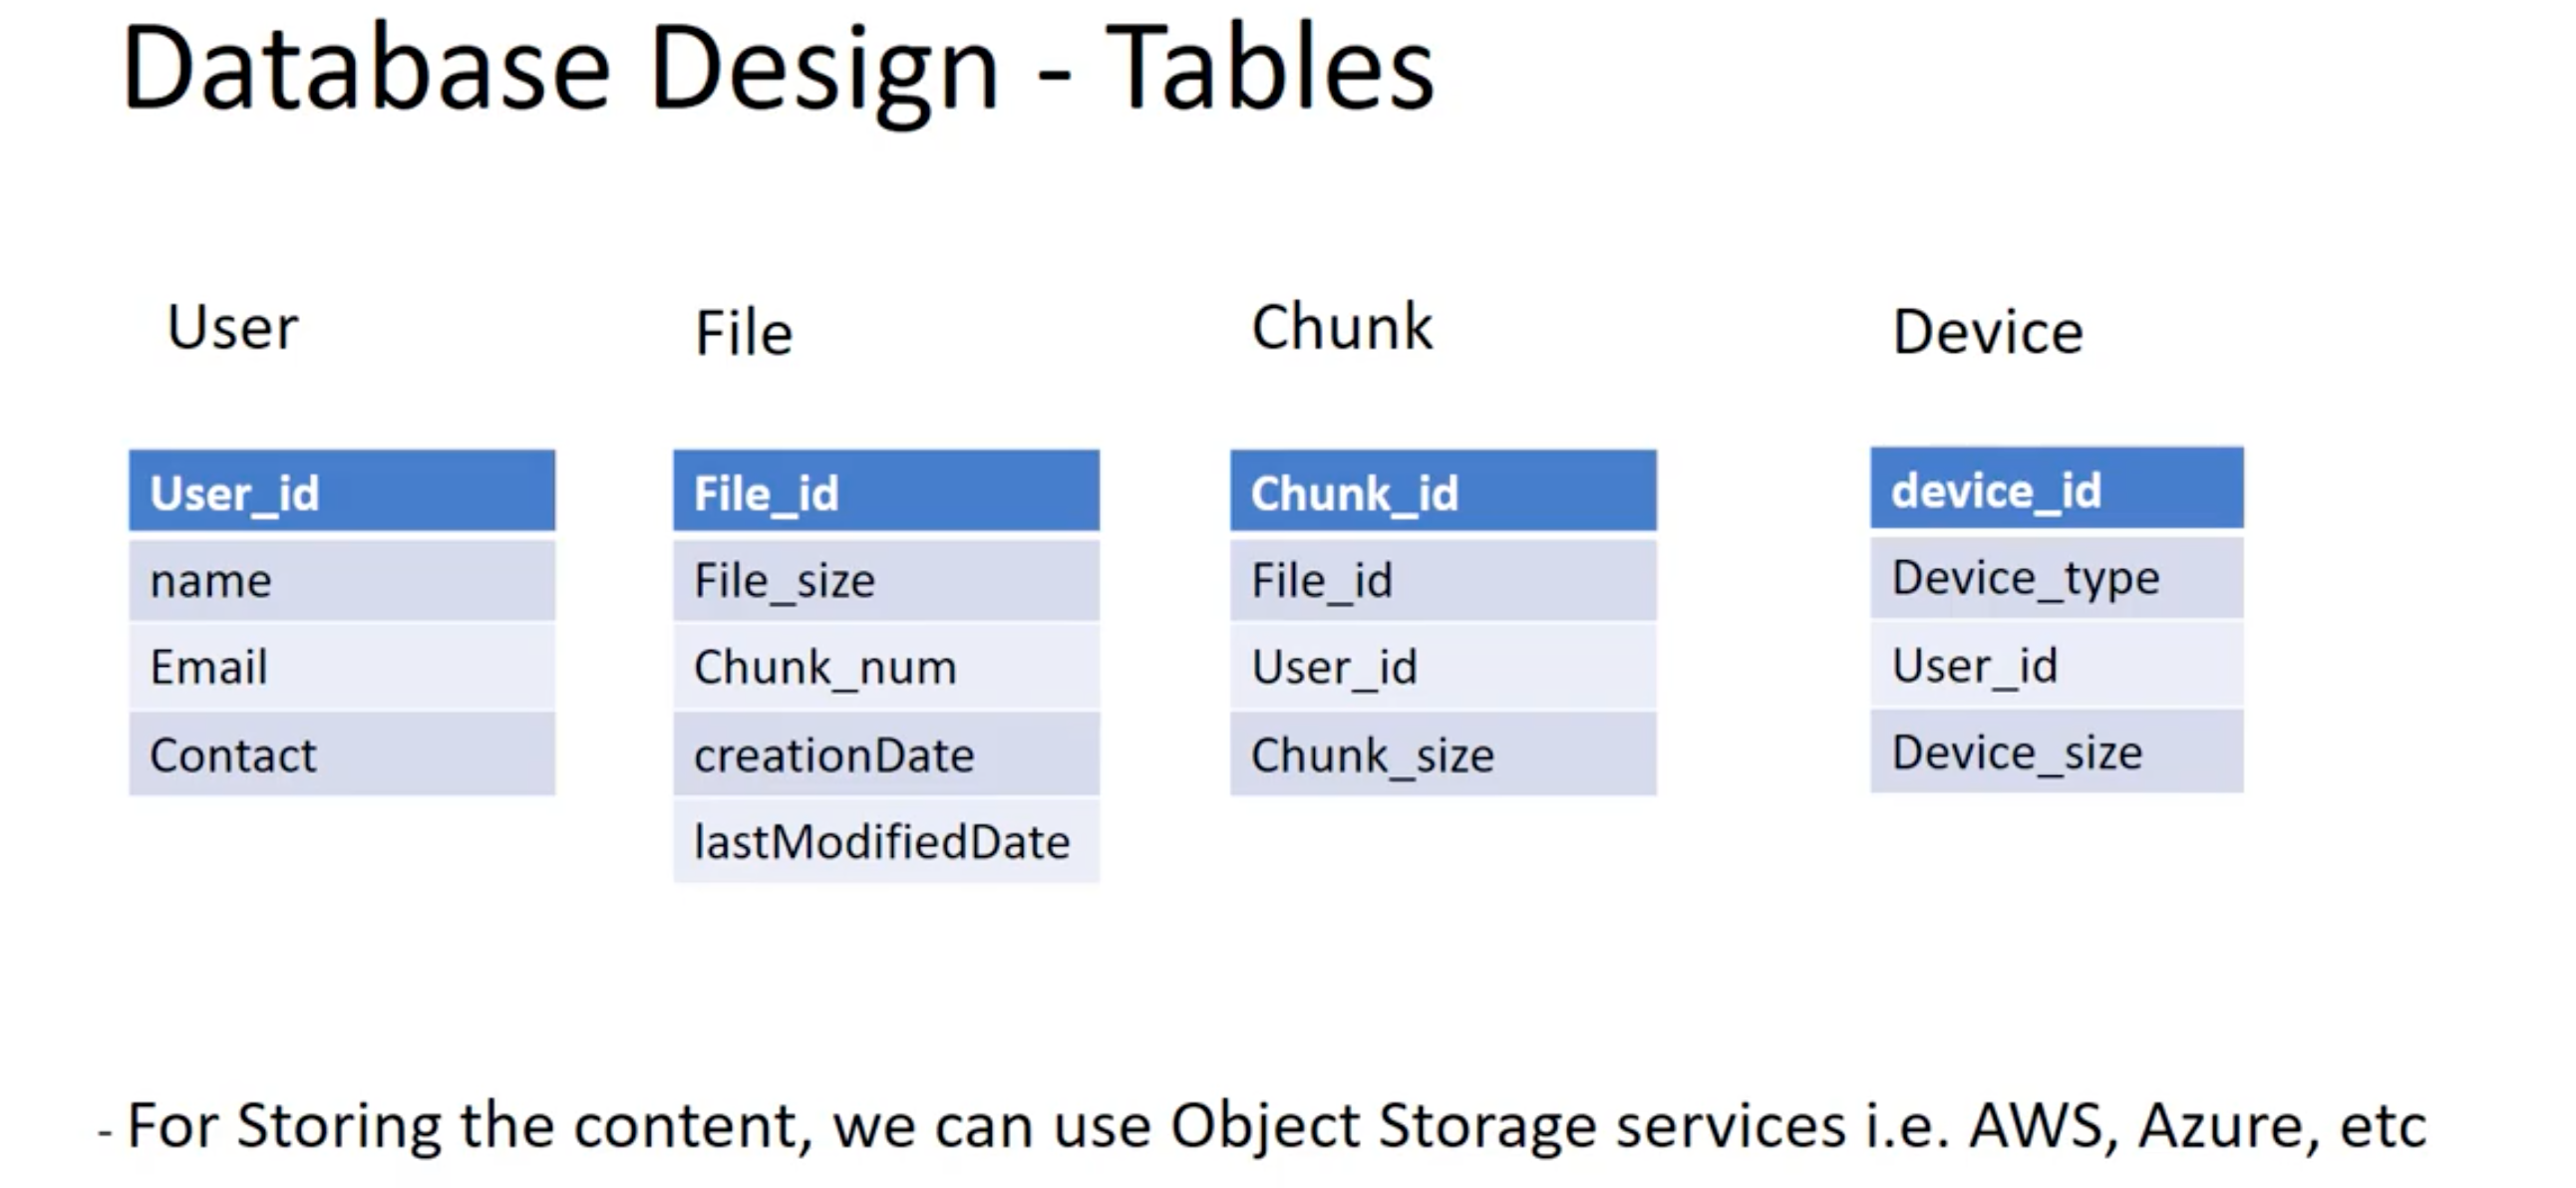 Database Design - Tables
User
File
Chunk
Device
User_id
name
Email
Contact
File_id
File_size
Chunk_num
creationDate
lastModifiedDate
Chunk_id
File_id
User_id
Chunk_size
device_id
Device_type
User_id
Device_size
- For Storing the content, we can use Object Storage services i.e. AWS, Azure, etc